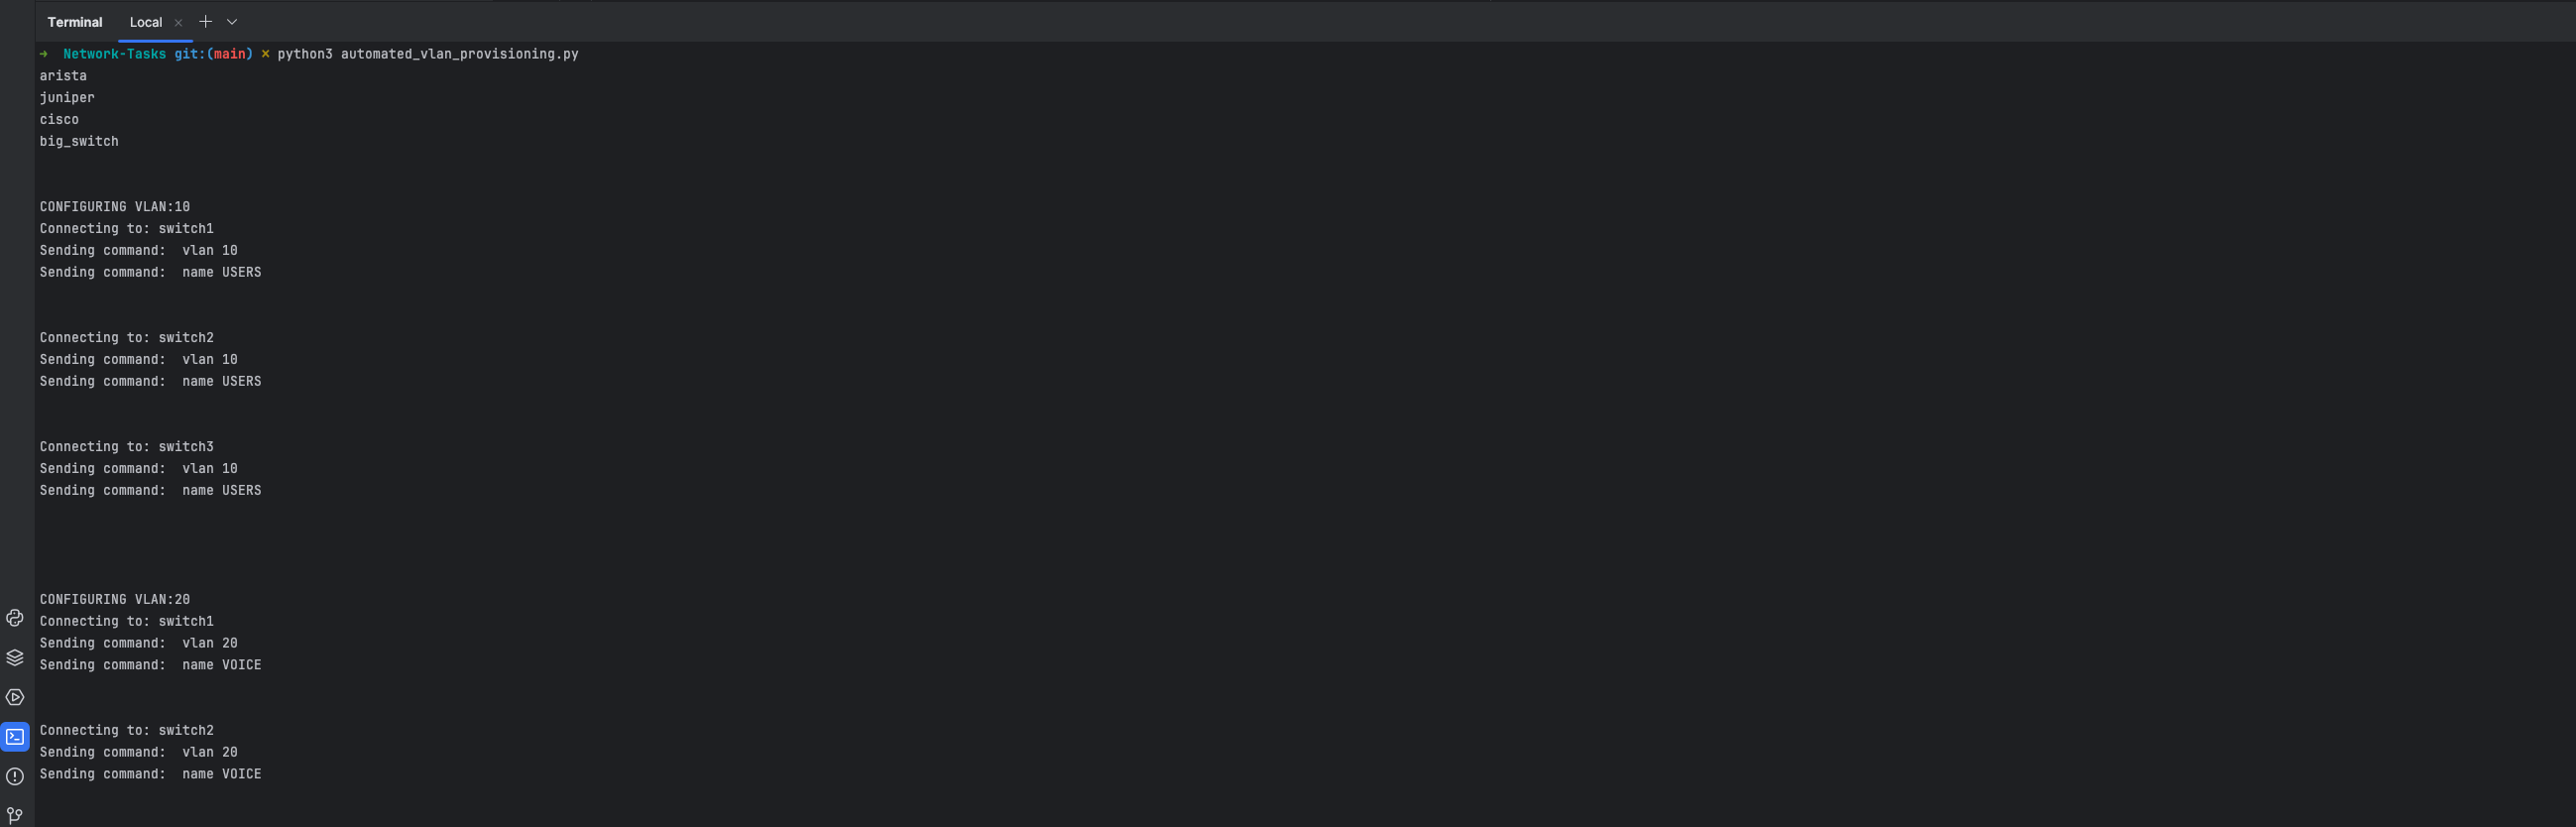 Terminal Local × + 
➜ Network-Tasks git:(main) ✗ python3 automated_vlan_provisioning.py
arista
juniper
cisco
big_switch
CONFIGURING VLAN:10
Connecting to: switch1
Sending command:  vlan 10
Sending command:  name USERS
Connecting to: switch2
Sending command:  vlan 10
Sending command:  name USERS
Connecting to: switch3
Sending command:  vlan 10
Sending command:  name USERS
CONFIGURING VLAN:20
Connecting to: switch1
Sending command:  vlan 20
Sending command:  name VOICE
Connecting to: switch2
Sending command:  vlan 20
Sending command:  name VOICE